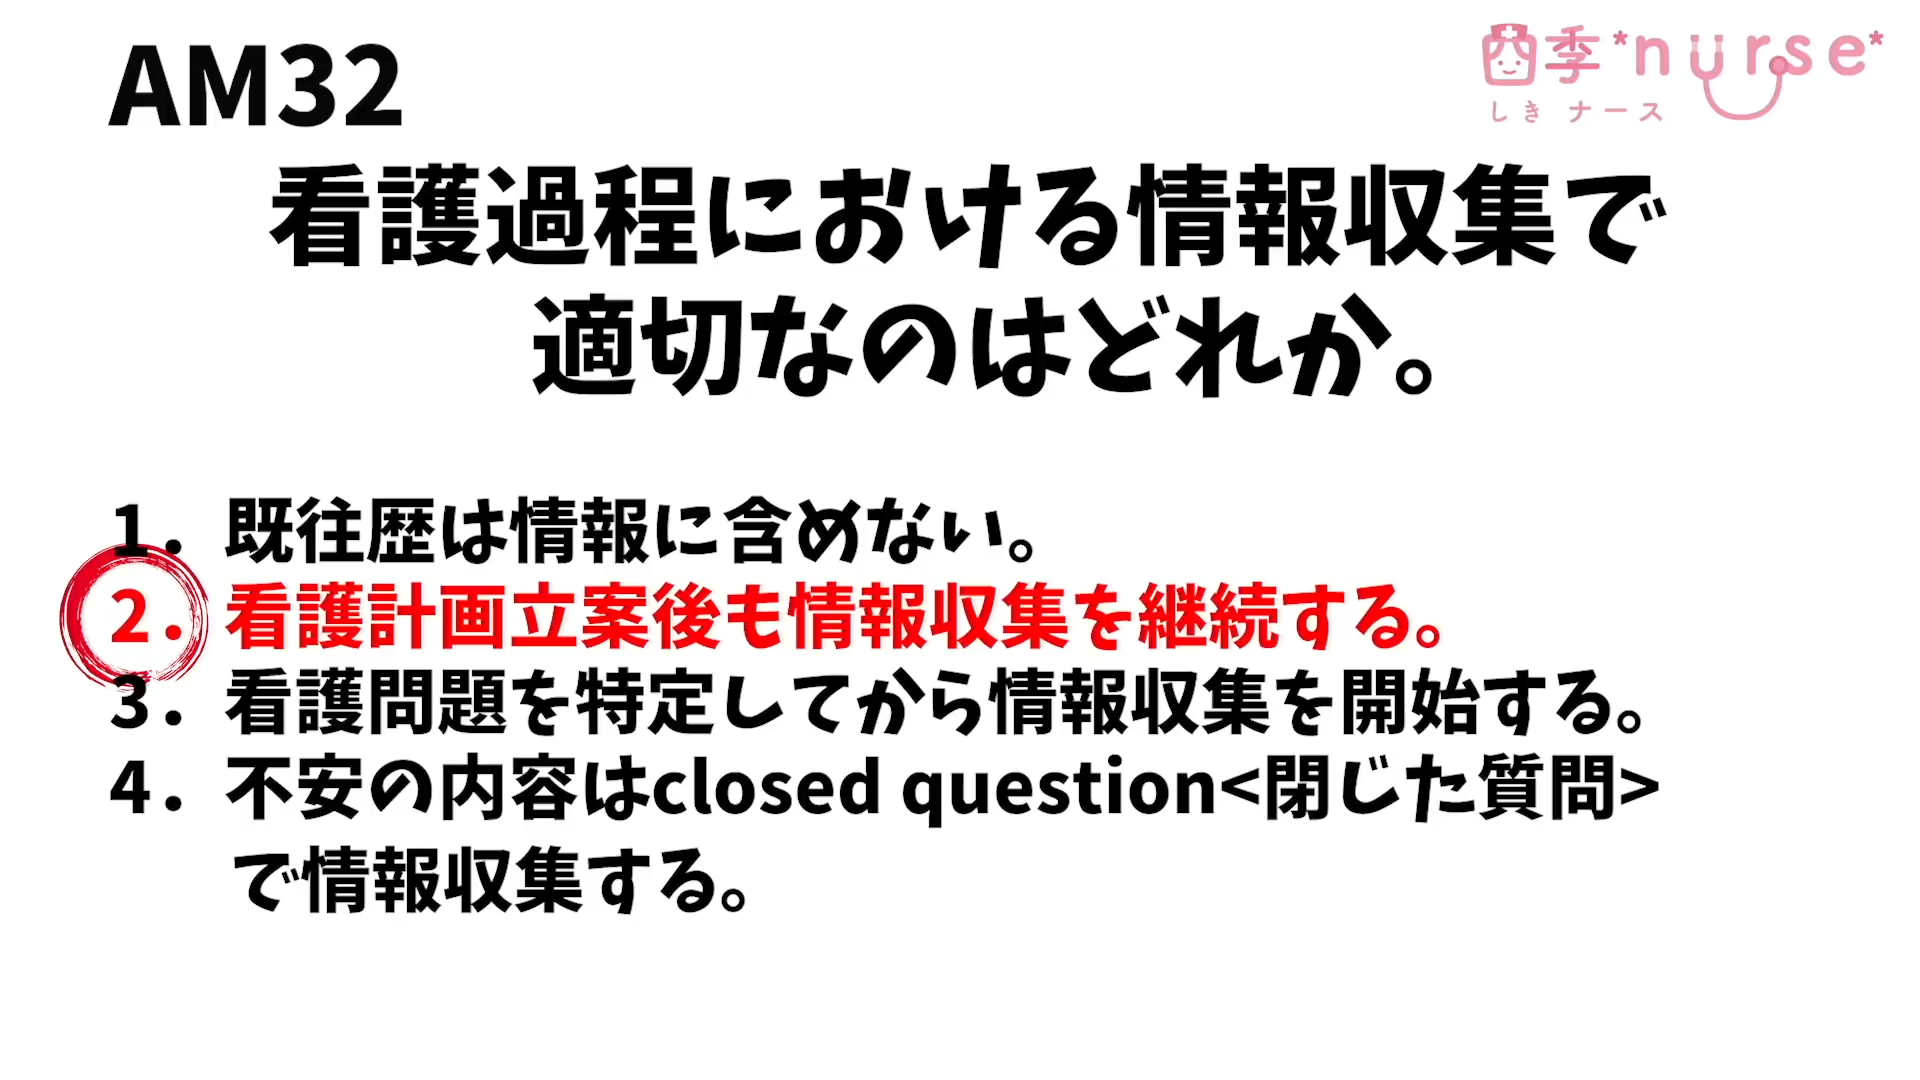 AM32
四季*nurse*
しき ナース
看護過程における情報収集で
適切なのはどれか。
1．既往歴は情報に含めない。
2．看護計画立案後も情報収集を継続する。
3．看護問題を特定してから情報収集を開始する。
4．不安の内容はclosed question<閉じた質問>
で情報収集する。